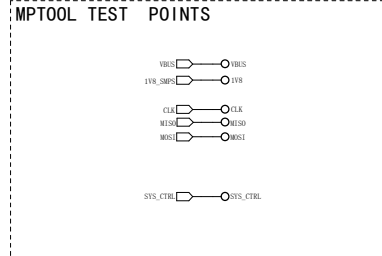 MPTOOL TEST POINTS
VBUS VBUS
1V8_SMPS 1V8
CLK CLK
MISO MISO
MOSI MOSI
SYS_CTRL SYS_CTRL